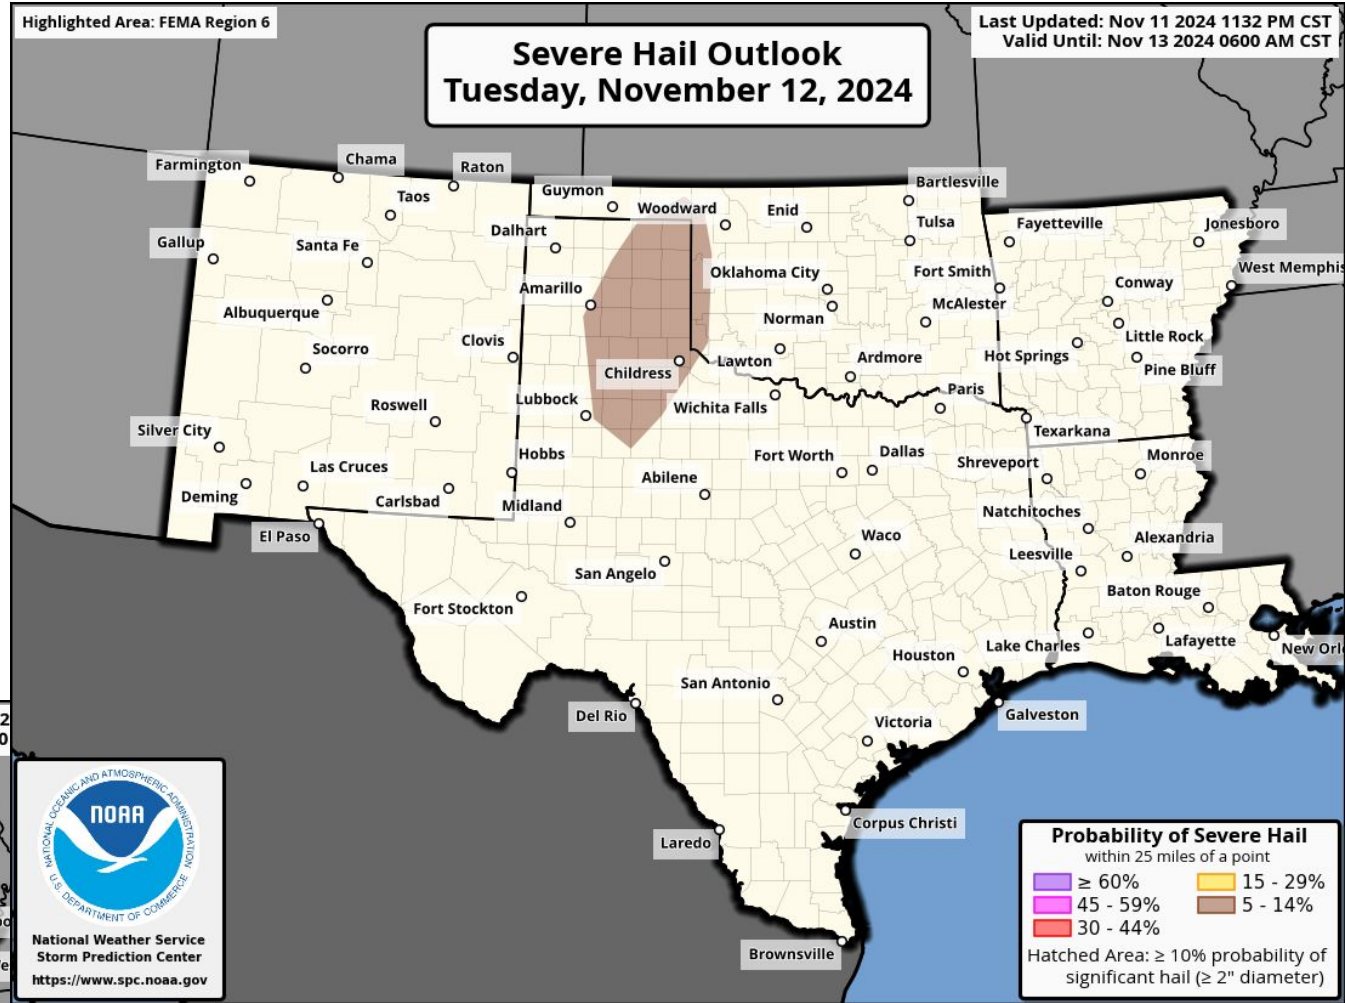 Highlighted Area: FEMA Region 6
Last Updated: Nov 11 2024 1132 PM CST
Valid Until: Nov 13 2024 0600 AM CST
Severe Hail Outlook
Tuesday, November 12, 2024
Farmington
Chama
Raton
Taos
Guymon
Woodward
Enid
Bartlesville
Gallup
Santa Fe
Dalhart
Tulsa
Fayetteville
Jonesboro
Amarillo
Oklahoma City
Fort Smith
West Memphis
Albuquerque
Norman
McAlester
Conway
Socorro
Clovis
Childress
Lawton
Ardmore
Hot Springs
Little Rock
Pine Bluff
Roswell
Lubbock
Wichita Falls
Paris
Silver City
Texarkana
Las Cruces
Hobbs
Abilene
Fort Worth
Dallas
Shreveport
Monroe
Deming
Carlsbad
Midland
Natchitoches
El Paso
Waco
Leesville
Alexandria
San Angelo
Fort Stockton
Baton Rouge
Austin
Houston
Lake Charles
Lafayette
New Orl
San Antonio
Del Rio
Victoria
Galveston
Laredo
Corpus Christi
Brownsville
2
0
NATIONAL OCEANIC AND ATMOSPHERIC ADMINISTRATION
NOAA
U.S. DEPARTMENT OF COMMERCE
National Weather Service
Storm Prediction Center
https://www.spc.noaa.gov
Probability of Severe Hail
within 25 miles of a point
≥ 60%
15 - 29%
45 - 59%
5 - 14%
30 - 44%
Hatched Area: ≥ 10% probability of
significant hail (≥ 2" diameter)